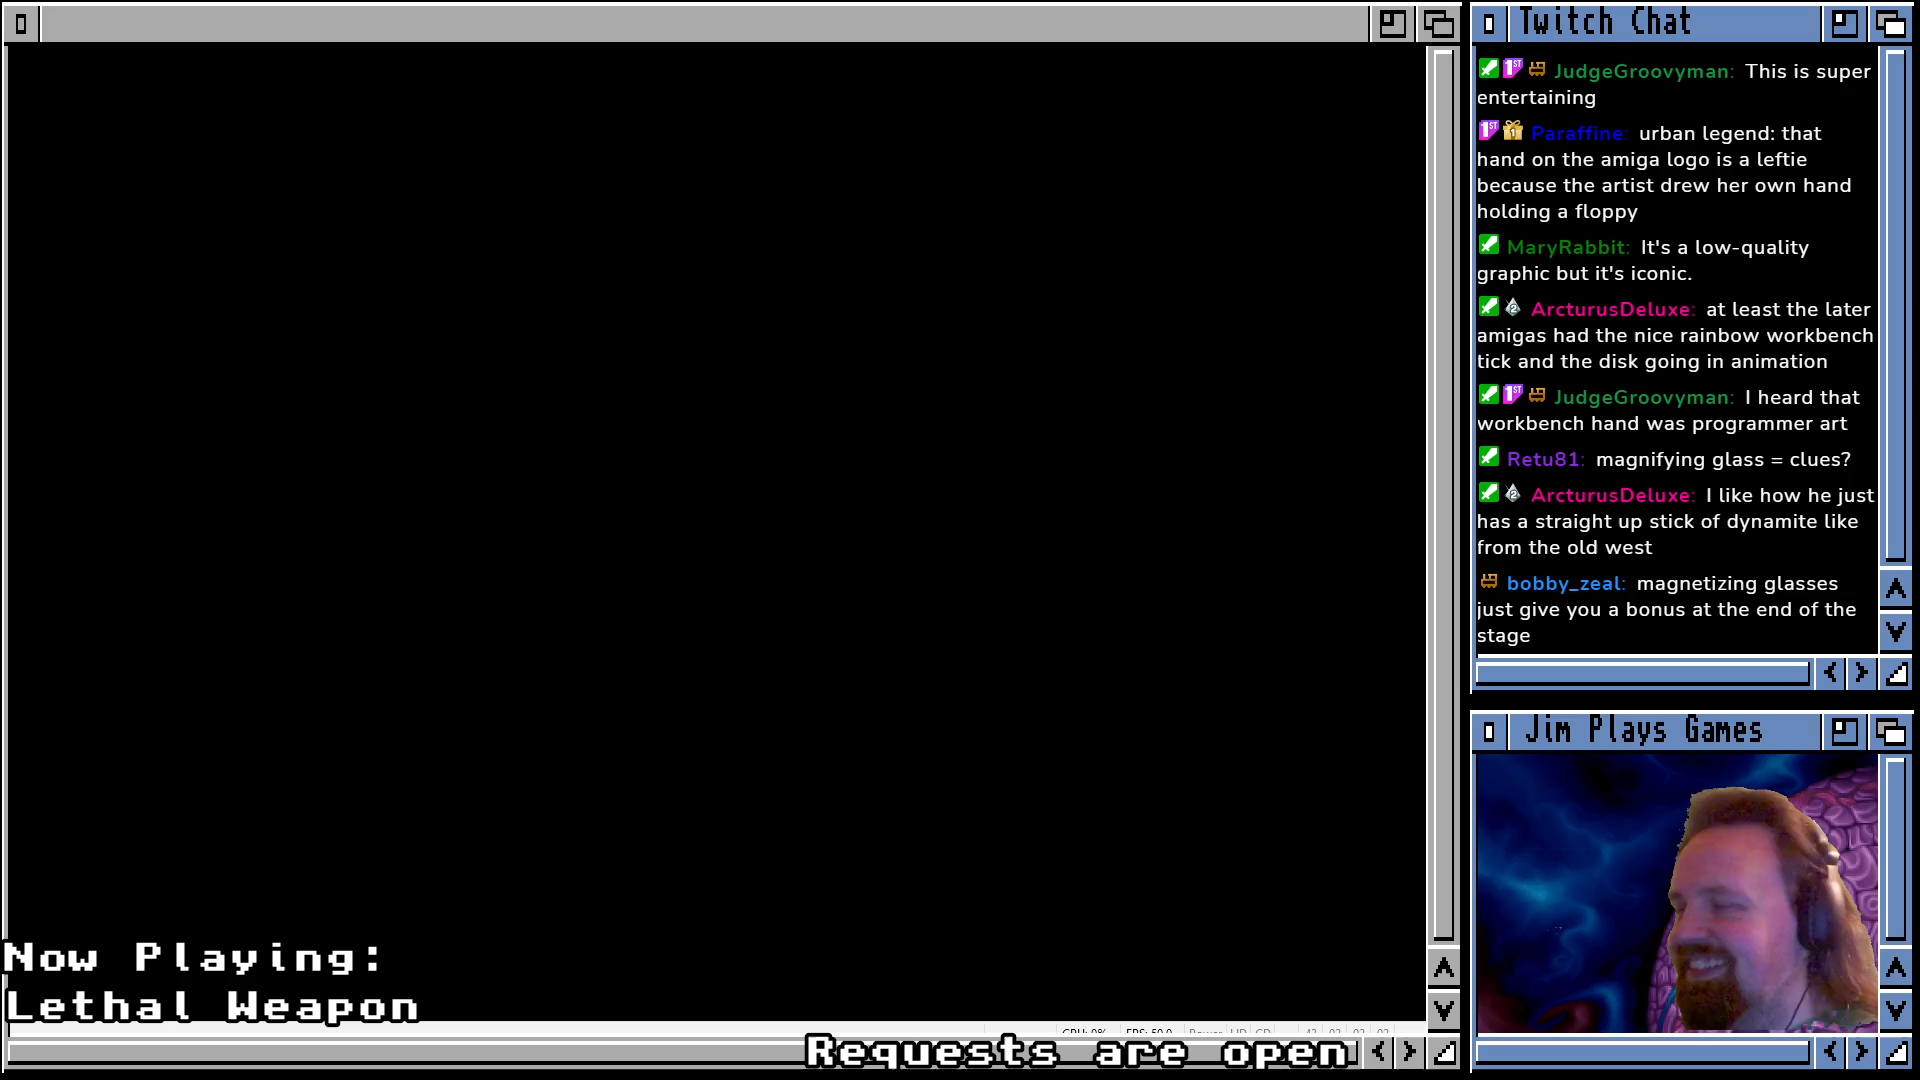 Twitch Chat
JudgeGroovyman: This is super
entertaining
Paraffine: urban legend: that
hand on the amiga logo is a leftie
because the artist drew her own hand
holding a floppy
MaryRabbit: It's a low-quality
graphic but it's iconic.
ArcturusDeluxe: at least the later
amigas had the nice rainbow workbench
tick and the disk going in animation
JudgeGroovyman: I heard that
workbench hand was programmer art
Retu81: magnifying glass = clues?
ArcturusDeluxe: I like how he just
has a straight up stick of dynamite like
from the old west
bobby_zeal: magnetizing glasses
just give you a bonus at the end of the
stage
Jim Plays Games
Now Playing:
Lethal Weapon
Requests are open